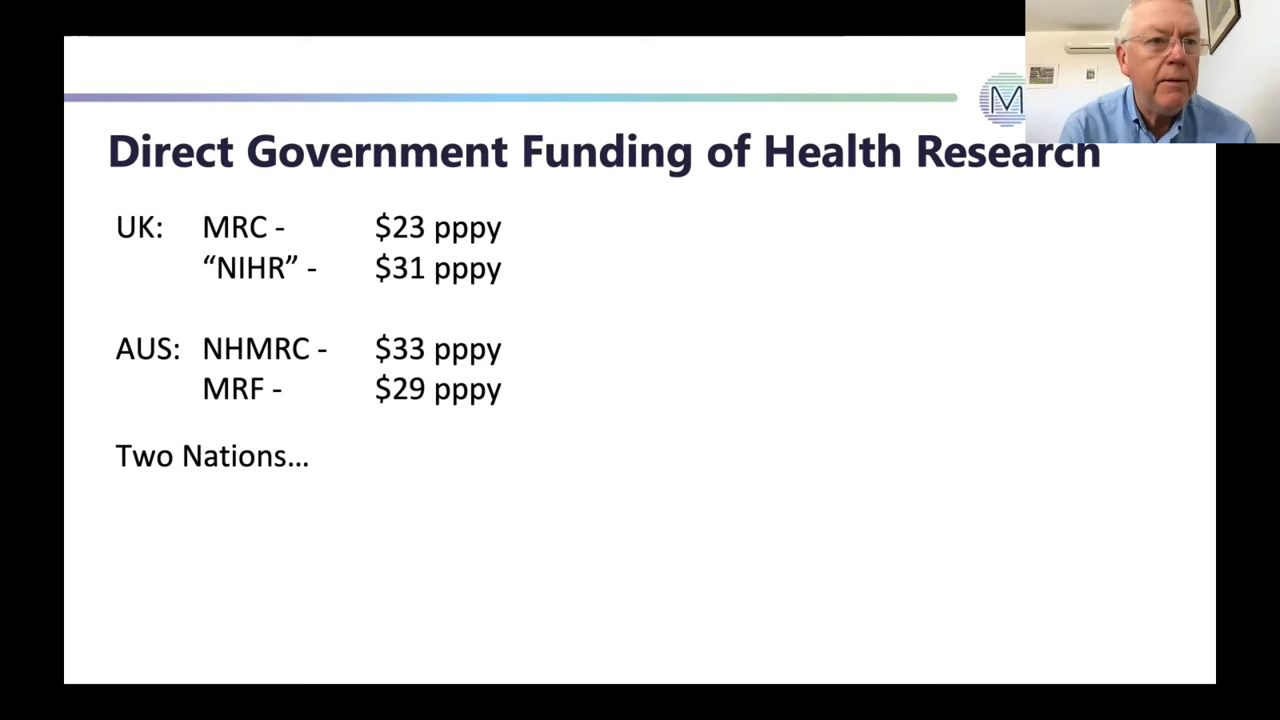 M
Direct Government Funding of Health Research
UK: MRC - $23 pppy
“NIHR” - $31 pppy
AUS: NHMRC - $33 pppy
MRF - $29 pppy
Two Nations...